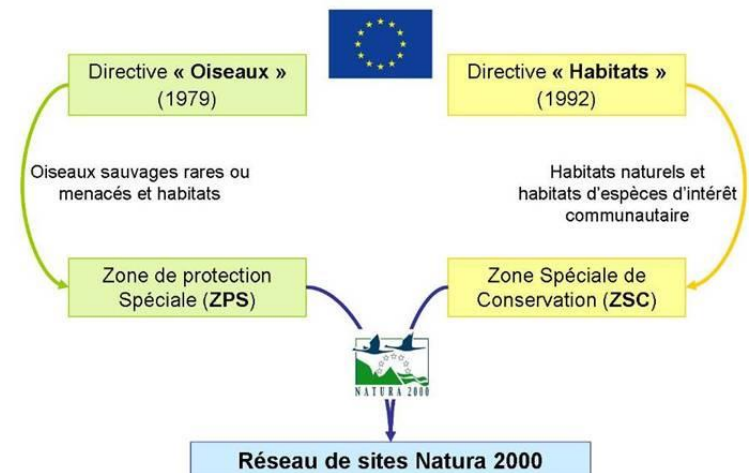 Directive « Oiseaux »
(1979)
Directive « Habitats »
(1992)
Oiseaux sauvages rares ou
menacés et habitats
Habitats naturels et
habitats d'espèces d'intérêt
communautaire
Zone de protection
Spéciale (ZPS)
Zone Spéciale de
Conservation (ZSC)
NATURA 2000
Réseau de sites Natura 2000